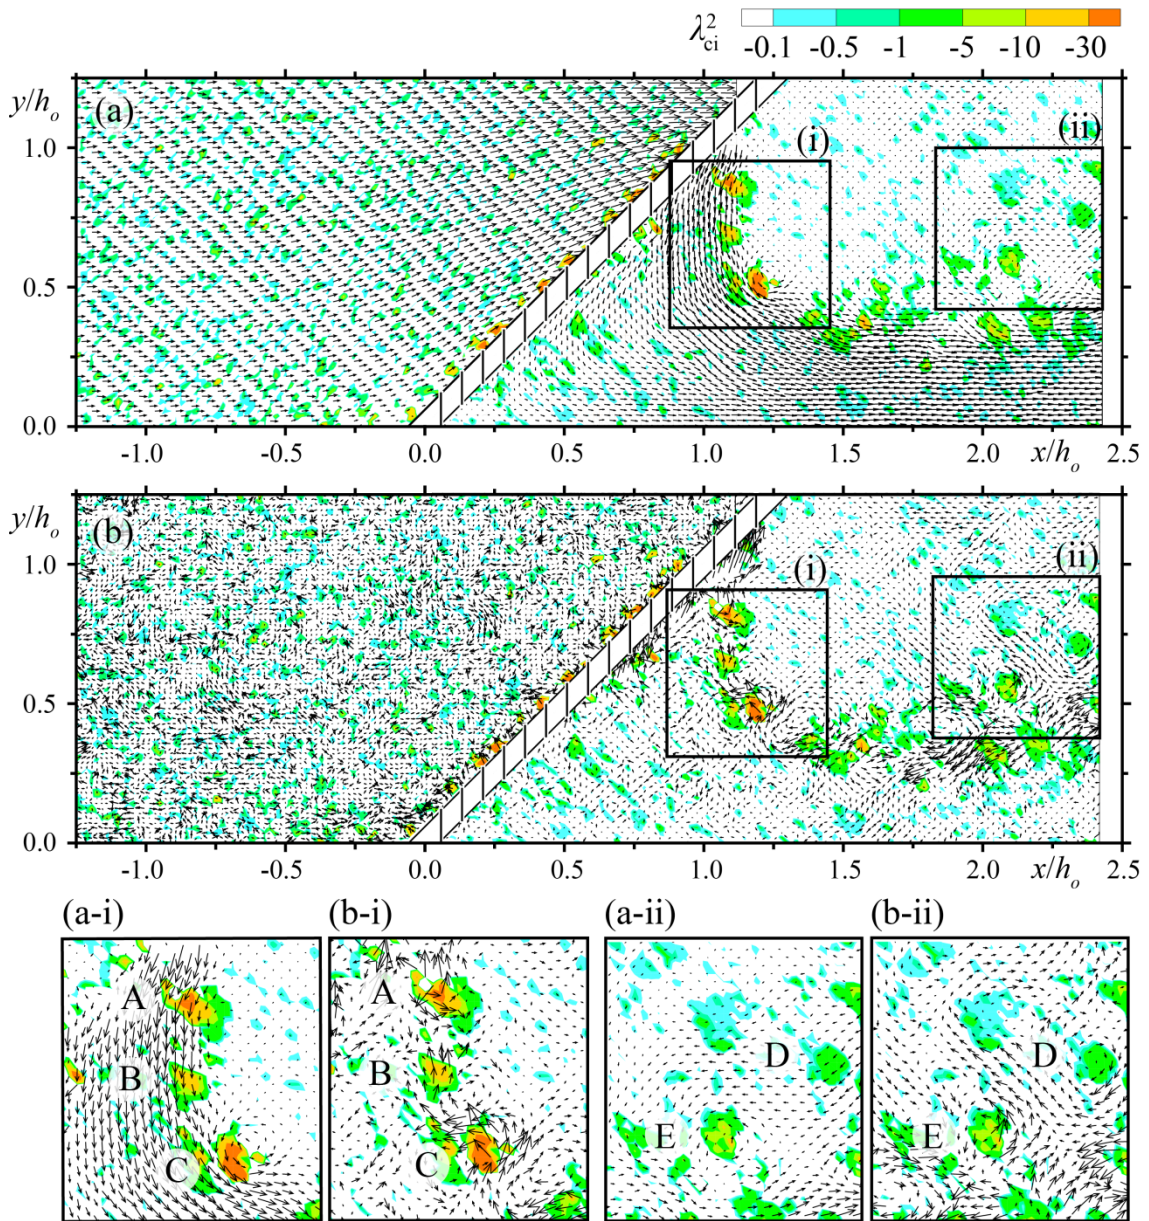 λ²ci
-0.1 -0.5 -1 -5 -10 -30
y/hₒ
(a)
(i)
(ii)
1.0
0.5
0.0
-1.0 -0.5 0.0 0.5 1.0 1.5 2.0 x/hₒ 2.5
y/hₒ
(b)
(i)
(ii)
1.0
0.5
0.0
-1.0 -0.5 0.0 0.5 1.0 1.5 2.0 x/hₒ 2.5
(a-i) (b-i) (a-ii) (b-ii)
A
B
C
A
B
C
D
E
D
E